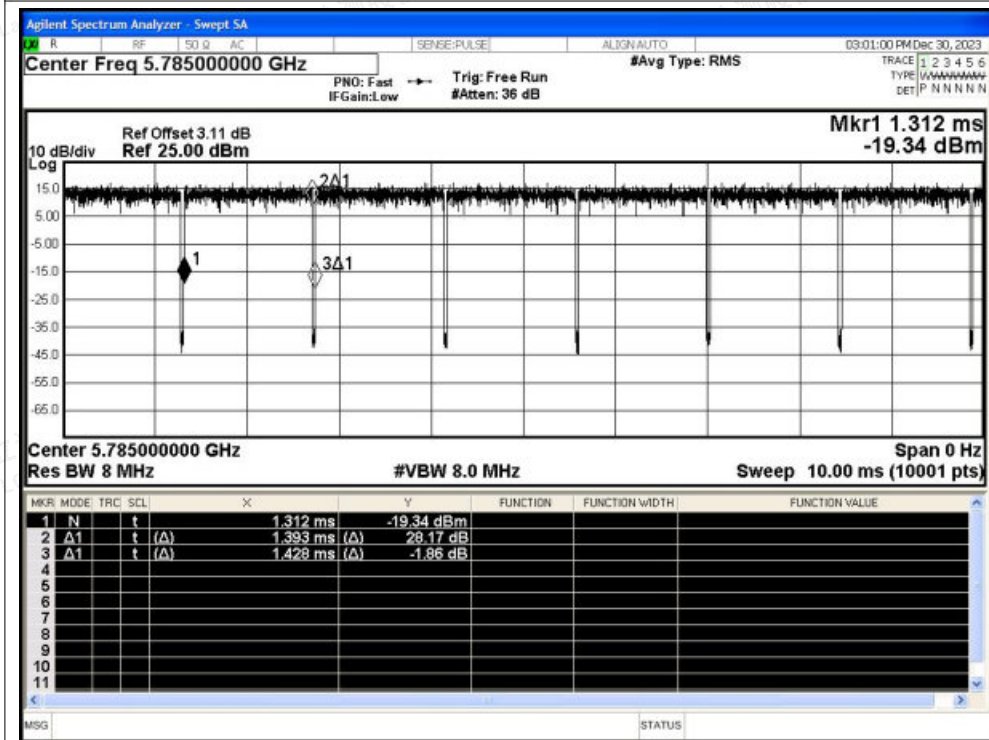 Agilent Spectrum Analyzer - Swept SA
R RF 50 Ω AC SENSE:PULSE ALIGN AUTO 03:01:00 PM Dec 30, 2023
Center Freq 5.785000000 GHz #Avg Type: RMS TRACE 1 2 3 4 5 6
PNO: Fast Trig: Free Run TYPE
IFGain:Low #Atten: 36 dB DET P N N N N N
Ref Offset 3.11 dB Mkr1 1.312 ms
10 dB/div Ref 25.00 dBm -19.34 dBm
Log
15.0
5.00
-5.00
-15.0
-25.0
-35.0
-45.0
-55.0
-65.0
2Δ1
1
3Δ1
Center 5.785000000 GHz Span 0 Hz
Res BW 8 MHz #VBW 8.0 MHz Sweep 10.00 ms (10001 pts)
MKR MODE TRC SCL X Y FUNCTION FUNCTION WIDTH FUNCTION VALUE
1 N t 1.312 ms -19.34 dBm
2 Δ1 t (Δ) 1.393 ms (Δ) 28.17 dB
3 Δ1 t (Δ) 1.428 ms (Δ) -1.86 dB
4
5
6
7
8
9
10
11
MSG STATUS